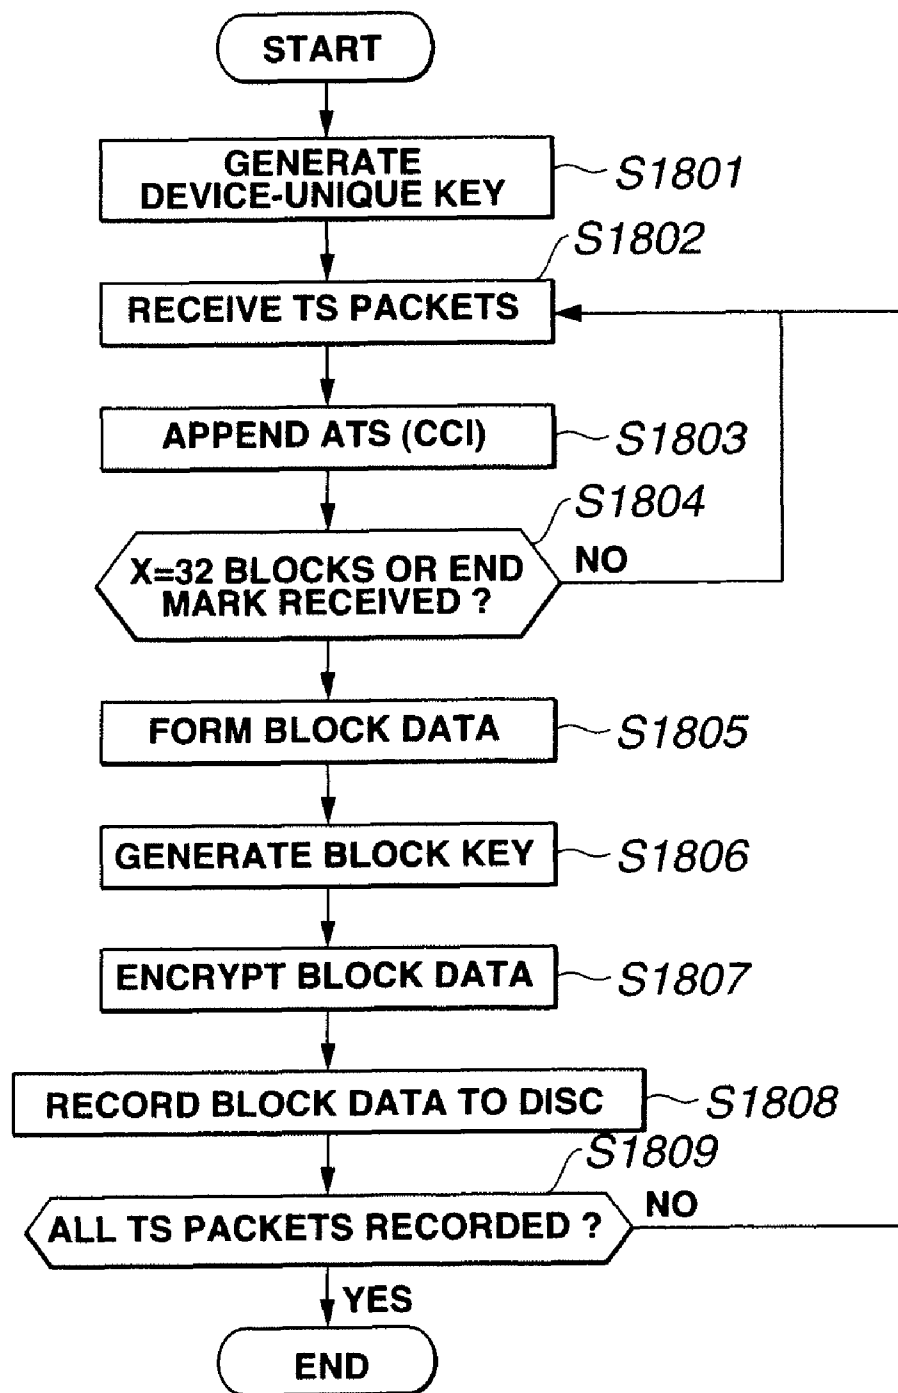 START
GENERATE
DEVICE-UNIQUE KEY
S1801
S1802
RECEIVE TS PACKETS
APPEND ATS (CCI)
S1803
S1804
X=32 BLOCKS OR END
MARK RECEIVED ?
NO
FORM BLOCK DATA
S1805
GENERATE BLOCK KEY
S1806
ENCRYPT BLOCK DATA
S1807
RECORD BLOCK DATA TO DISC
S1808
S1809
ALL TS PACKETS RECORDED ?
NO
YES
END